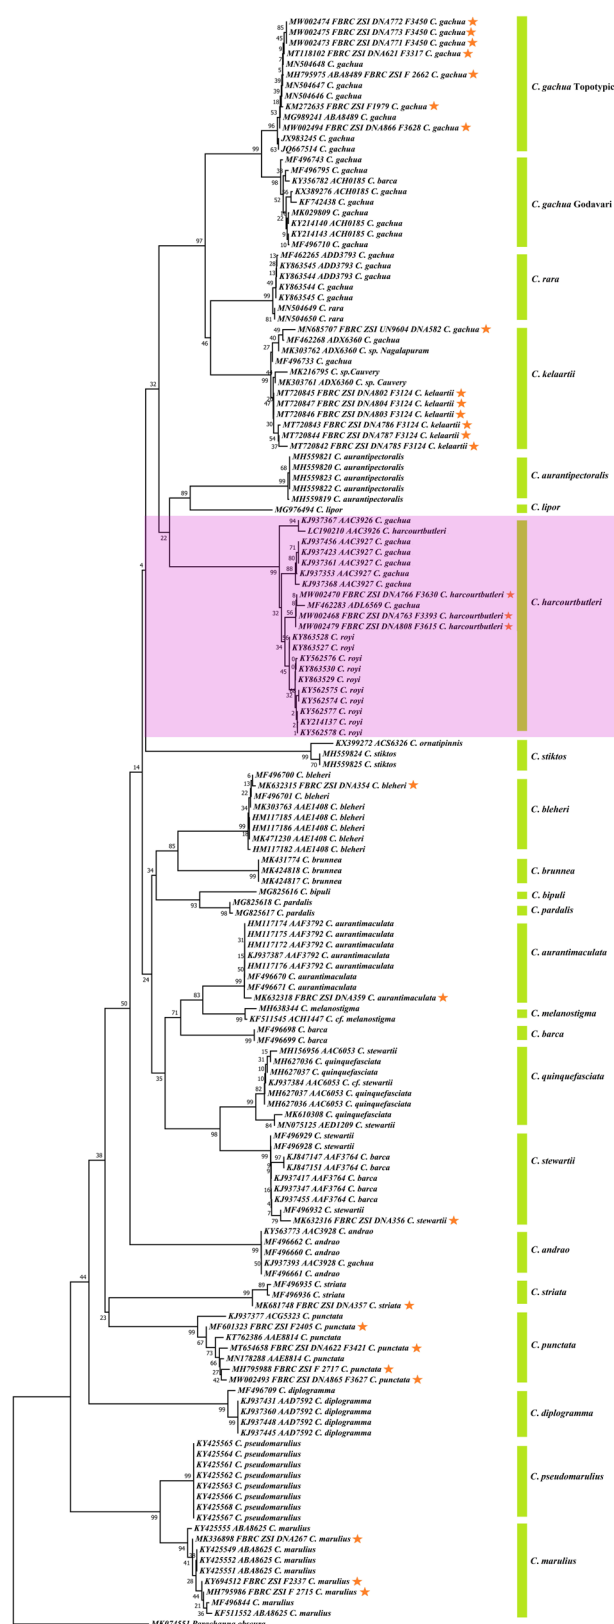 MW002474 FBRC ZSI DNA772 F3450 C. gachua
MW002475 FBRC ZSI DNA773 F3450 C. gachua
MW002473 FBRC ZSI DNA771 F3450 C. gachua
MT118102 FBRC ZSI DNA621 F3317 C. gachua
MN504648 C. gachua
MH795975 ABA8489 FBRC ZSI F 2662 C. gachua
MN504647 C. gachua
MN504646 C. gachua
KM272635 FBRC ZSI F1979 C. gachua
MG989241 ABA8489 C. gachua
MW002494 FBRC ZSI DNA866 F3628 C. gachua
JX983245 C. gachua
JQ667514 C. gachua
C. gachua Topotypic
MF496743 C. gachua
MF496795 C. gachua
KY356782 ACH0185 C. barca
KX389276 ACH0185 C. gachua
KF742438 C. gachua
MK029809 C. gachua
KY214140 ACH0185 C. gachua
KY214143 ACH0185 C. gachua
MF496710 C. gachua
C. gachua Godavari
MF462265 ADD3793 C. gachua
KY863545 ADD3793 C. gachua
KY863544 ADD3793 C. gachua
KY863544 C. gachua
KY863545 C. gachua
MN504649 C. rara
MN504650 C. rara
C. rara
MN685707 FBRC ZSI UN9604 DNA582 C. gachua
MF462268 ADX6360 C. gachua
MK303762 ADX6360 C. sp. Nagalapuram
MF496733 C. gachua
MK216795 C. sp.Cauvery
MK303761 ADX6360 C. sp. Cauvery
MT720845 FBRC ZSI DNA802 F3124 C. kelaartii
MT720847 FBRC ZSI DNA804 F3124 C. kelaartii
MT720846 FBRC ZSI DNA803 F3124 C. kelaartii
MT720843 FBRC ZSI DNA786 F3124 C. kelaartii
MT720844 FBRC ZSI DNA787 F3124 C. kelaartii
MT720842 FBRC ZSI DNA785 F3124 C. kelaartii
C. kelaartii
MH559821 C. aurantipectoralis
MH559820 C. aurantipectoralis
MH559823 C. aurantipectoralis
MH559822 C. aurantipectoralis
MH559819 C. aurantipectoralis
C. aurantipectoralis
MG976494 C. lipor
C. lipor
KJ937367 AAC3926 C. gachua
LC190210 AAC3926 C. harcourtbutleri
KJ937456 AAC3927 C. gachua
KJ937423 AAC3927 C. gachua
KJ937361 AAC3927 C. gachua
KJ937353 AAC3927 C. gachua
KJ937368 AAC3927 C. gachua
MW002470 FBRC ZSI DNA766 F3630 C. harcourtbutleri
MF462283 ADL6569 C. gachua
MW002468 FBRC ZSI DNA763 F3393 C. harcourtbutleri
MW002479 FBRC ZSI DNA808 F3615 C. harcourtbutleri
KY863528 C. royi
KY863527 C. royi
KY562576 C. royi
KY863530 C. royi
KY863529 C. royi
KY562575 C. royi
KY562574 C. royi
KY562577 C. royi
KY214137 C. royi
KY562578 C. royi
C. harcourtbutleri
KX399272 ACS6326 C. ornatipinnis
MH559824 C. stiktos
MH559825 C. stiktos
C. stiktos
MF496700 C. bleheri
MK632315 FBRC ZSI DNA354 C. bleheri
MF496701 C. bleheri
MK303763 AAE1408 C. bleheri
HM117185 AAE1408 C. bleheri
HM117186 AAE1408 C. bleheri
MK471230 AAE1408 C. bleheri
HM117182 AAE1408 C. bleheri
C. bleheri
MK431774 C. brunnea
MK424818 C. brunnea
MK424817 C. brunnea
C. brunnea
MG825616 C. bipuli
C. bipuli
MG825618 C. pardalis
MG825617 C. pardalis
C. pardalis
HM117174 AAF3792 C. aurantimaculata
HM117175 AAF3792 C. aurantimaculata
HM117172 AAF3792 C. aurantimaculata
KJ937387 AAF3792 C. aurantimaculata
HM117176 AAF3792 C. aurantimaculata
MF496670 C. aurantimaculata
MF496671 C. aurantimaculata
MK632318 FBRC ZSI DNA359 C. aurantimaculata
C. aurantimaculata
MH638344 C. melanostigma
KF511545 ACH1447 C. cf. melanostigma
C. melanostigma
MF496698 C. barca
MF496699 C. barca
C. barca
MH156956 AAC6053 C. stewartii
MH627036 C. quinquefasciata
MH627037 C. quinquefasciata
KJ937384 AAC6053 C. cf. stewartii
MH627037 AAC6053 C. quinquefasciata
MH627036 AAC6053 C. quinquefasciata
MK610308 C. quinquefasciata
MN075125 AED1209 C. stewartii
C. quinquefasciata
MF496929 C. stewartii
MF496928 C. stewartii
KJ847147 AAF3764 C. barca
KJ847151 AAF3764 C. barca
KJ937417 AAF3764 C. barca
KJ937347 AAF3764 C. barca
KJ937455 AAF3764 C. barca
MF496932 C. stewartii
MK632316 FBRC ZSI DNA356 C. stewartii
C. stewartii
KY563773 AAC3928 C. andrao
MF496662 C. andrao
MF496660 C. andrao
KJ937393 AAC3928 C. gachua
MF496661 C. andrao
C. andrao
MF496935 C. striata
MF496936 C. striata
MK681748 FBRC ZSI DNA357 C. striata
C. striata
KJ937377 ACG5323 C. punctata
MF601323 FBRC ZSI F2405 C. punctata
KT762386 AAE8814 C. punctata
MT654658 FBRC ZSI DNA622 F3421 C. punctata
MN178288 AAE8814 C. punctata
MH795988 FBRC ZSI F 2717 C. punctata
MW002493 FBRC ZSI DNA865 F3627 C. punctata
C. punctata
MF496709 C. diplogramma
KJ937431 AAD7592 C. diplogramma
KJ937360 AAD7592 C. diplogramma
KJ937448 AAD7592 C. diplogramma
KJ937445 AAD7592 C. diplogramma
C. diplogramma
KY425565 C. pseudomarulius
KY425564 C. pseudomarulius
KY425561 C. pseudomarulius
KY425562 C. pseudomarulius
KY425563 C. pseudomarulius
KY425566 C. pseudomarulius
KY425568 C. pseudomarulius
KY425567 C. pseudomarulius
C. pseudomarulius
KY425555 ABA8625 C. marulius
MK336898 FBRC ZSI DNA267 C. marulius
KY425549 ABA8625 C. marulius
KY425552 ABA8625 C. marulius
KY425551 ABA8625 C. marulius
KY694512 FBRC ZSI F2337 C. marulius
MH795986 FBRC ZSI F 2715 C. marulius
MF496844 C. marulius
KF511552 ABA8625 C. marulius
C. marulius